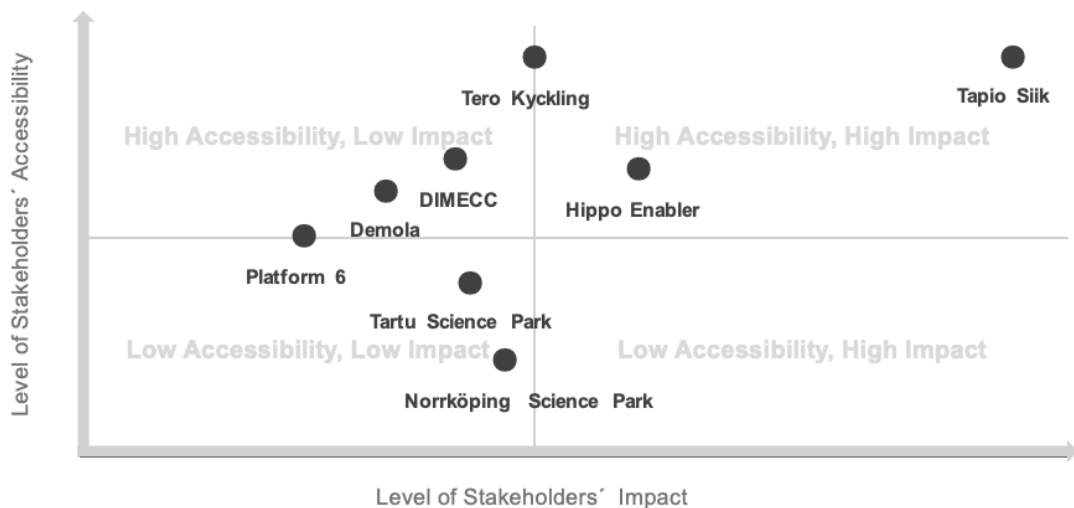 Level of Stakeholders´ Accessibility
Tero Kyckling
Tapio Siik
High Accessibility, Low Impact
High Accessibility, High Impact
DIMECC
Hippo Enabler
Demola
Platform 6
Tartu Science Park
Low Accessibility, Low Impact
Low Accessibility, High Impact
Norrköping Science Park
Level of Stakeholders´ Impact